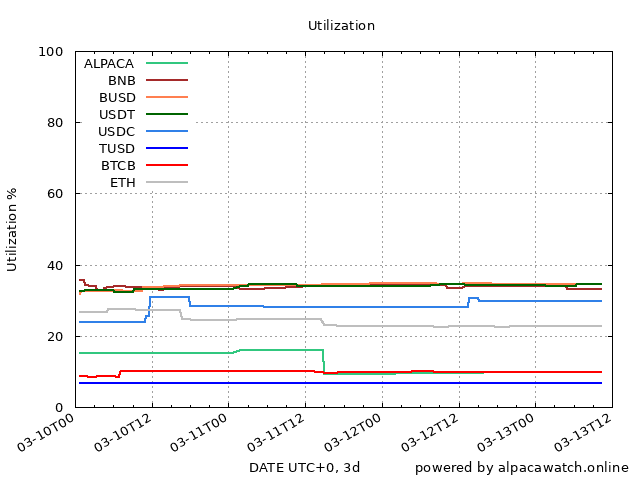 Utilization
Utilization %
100
80
60
40
20
0
ALPACA
BNB
BUSD
USDT
USDC
TUSD
BTCB
ETH
03-10T00
03-10T12
03-11T00
03-11T12
03-12T00
03-12T12
03-13T00
03-13T12
DATE UTC+0, 3d
powered by alpacawatch.online